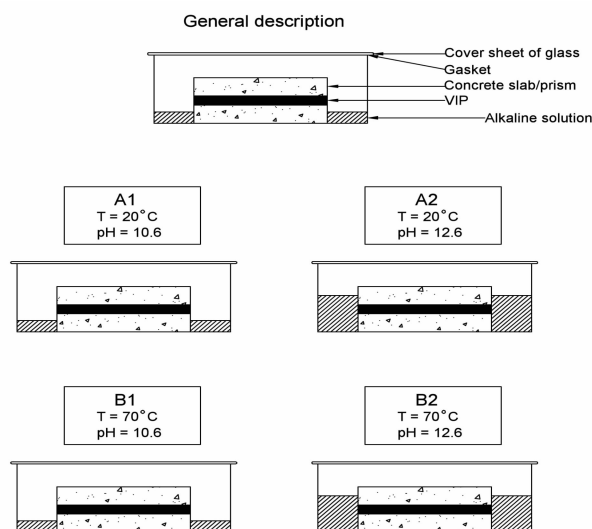 General description
Cover sheet of glass
Gasket
Concrete slab/prism
VIP
Alkaline solution
A1
T = 20°C
pH = 10.6
A2
T = 20°C
pH = 12.6
B1
T = 70°C
pH = 10.6
B2
T = 70°C
pH = 12.6